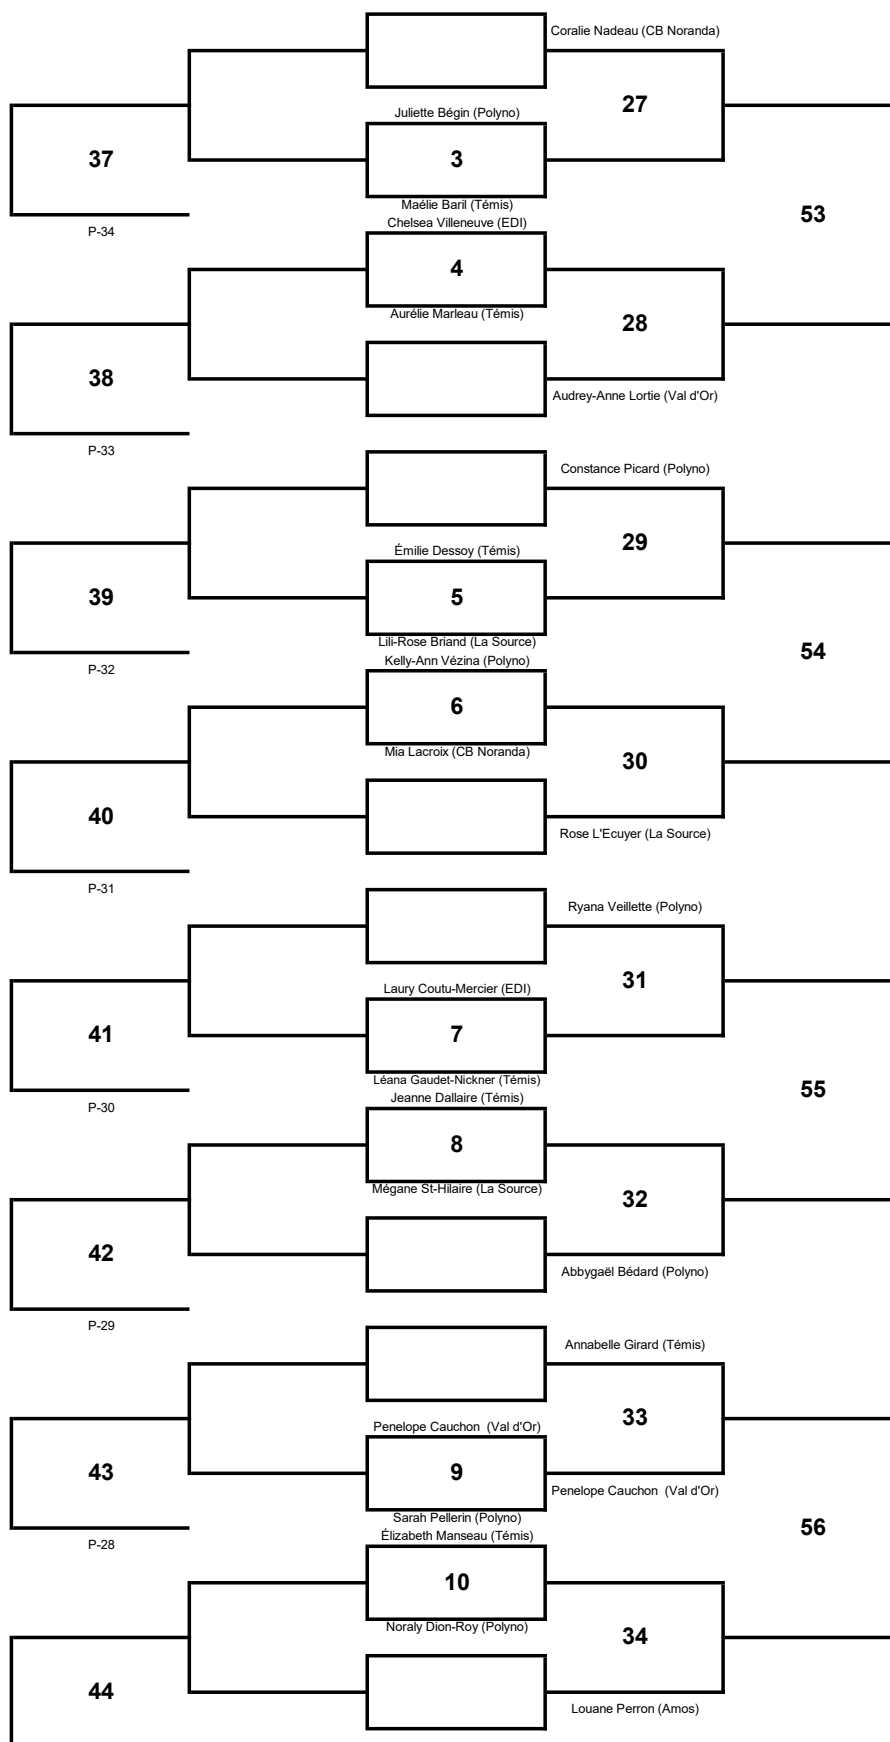 Coralie Nadeau (CB Noranda)
27
Juliette Bégin (Polyno)
37
3
Maélie Baril (Témis)
53
Chelsea Villeneuve (EDI)
P-34
4
Aurélie Marleau (Témis)
28
38
Audrey-Anne Lortie (Val d'Or)
P-33
Constance Picard (Polyno)
29
Émilie Dessoy (Témis)
39
5
Lili-Rose Briand (La Source)
54
Kelly-Ann Vézina (Polyno)
P-32
6
Mia Lacroix (CB Noranda)
30
40
Rose L'Ecuyer (La Source)
P-31
Ryana Veillette (Polyno)
31
Laury Coutu-Mercier (EDI)
41
7
Léana Gaudet-Nickner (Témis)
55
Jeanne Dallaire (Témis)
P-30
8
Mégane St-Hilaire (La Source)
32
42
Abbygaël Bédard (Polyno)
P-29
Annabelle Girard (Témis)
33
Penelope Cauchon  (Val d'Or)
43
9
Penelope Cauchon  (Val d'Or)
Sarah Pellerin (Polyno)
56
Élizabeth Manseau (Témis)
P-28
10
Noraly Dion-Roy (Polyno)
34
44
Louane Perron (Amos)